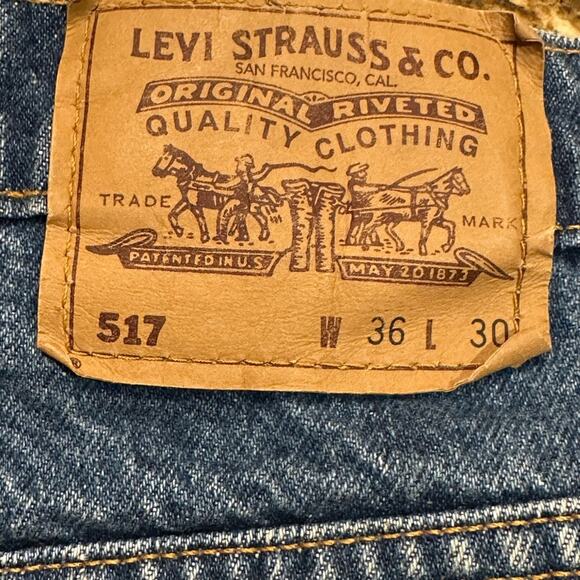 LEVI STRAUSS & CO.
SAN FRANCISCO, CAL.
ORIGINAL RIVETED
QUALITY CLOTHING
TRADE MARK
PATENTED IN U.S. MAY 20 1873
517 W 36 L 30
®